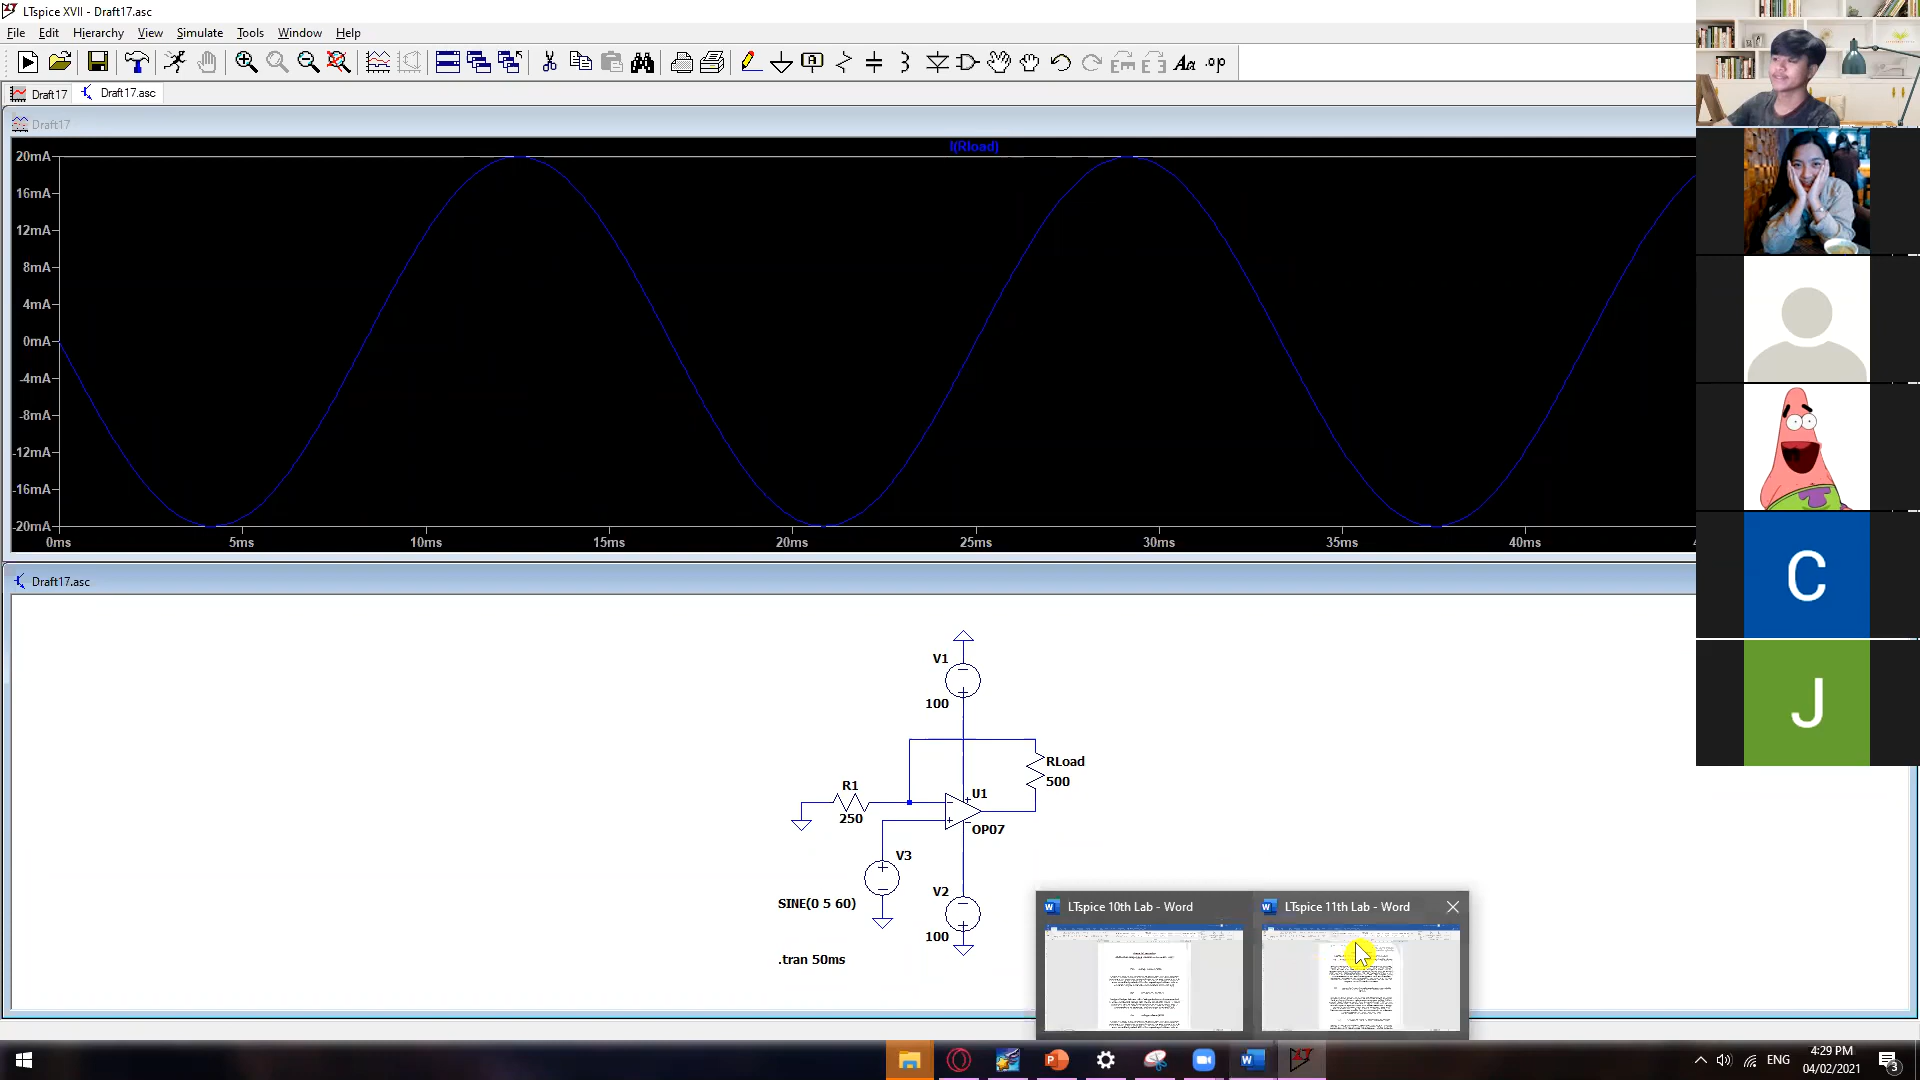 LTspice XVII - Draft17.asc
File Edit Hierarchy View Simulate Tools Window Help
Draft17 Draft17.asc
Draft17
I(Rload)
20mA
16mA
12mA
8mA
4mA
0mA
-4mA
-8mA
-12mA
-16mA
-20mA
0ms 5ms 10ms 15ms 20ms 25ms 30ms 35ms 40ms
Draft17.asc
V1
100
RLoad
500
R1
250
U1
OP07
V3
SINE(0 5 60)
V2
100
.tran 50ms
LTspice 10th Lab - Word
LTspice 11th Lab - Word
C
J
ENG
4:29 PM
04/02/2021
3